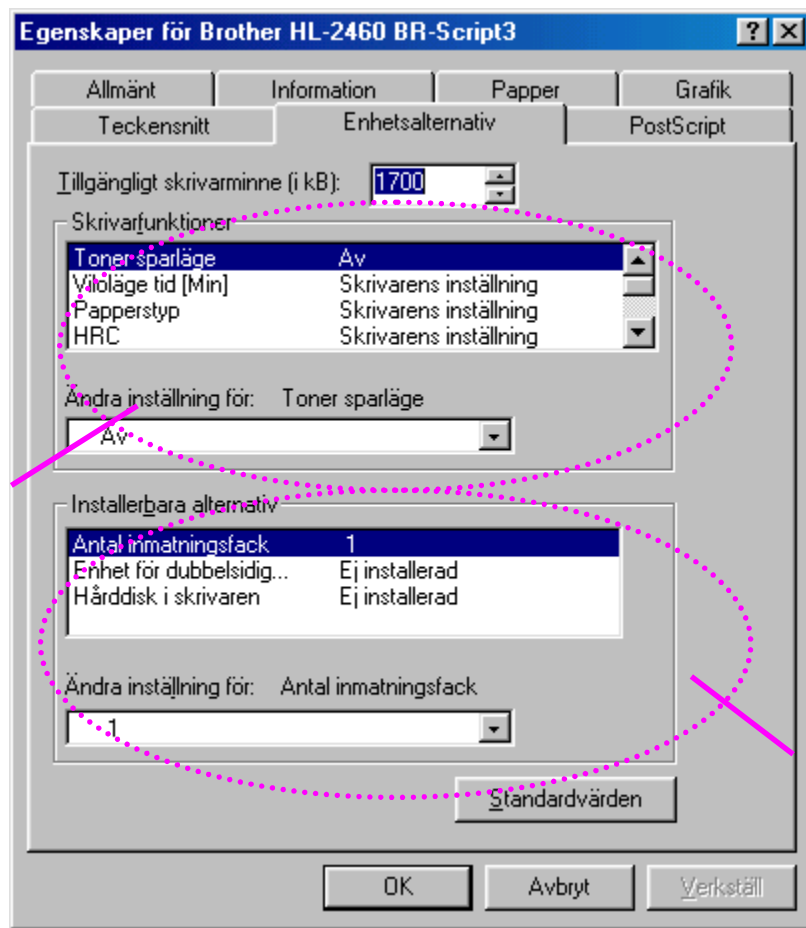 Egenskaper för Brother HL-2460 BR-Script3
Allmänt Information Papper Grafik
Teckensnitt Enhetsalternativ PostScript
Tillgängligt skrivarminne (i kB): 1700
Skrivarfunktioner
Toner sparläge Av
Viloläge tid [Min] Skrivarens inställning
Papperstyp Skrivarens inställning
HRC Skrivarens inställning
Ändra inställning för: Toner sparläge
Av
Installerbara alternativ
Antal inmatningsfack 1
Enhet för dubbelsidig... Ej installerad
Hårddisk i skrivaren Ej installerad
Ändra inställning för: Antal inmatningsfack
1
Standardvärden
OK Avbryt Verkställ